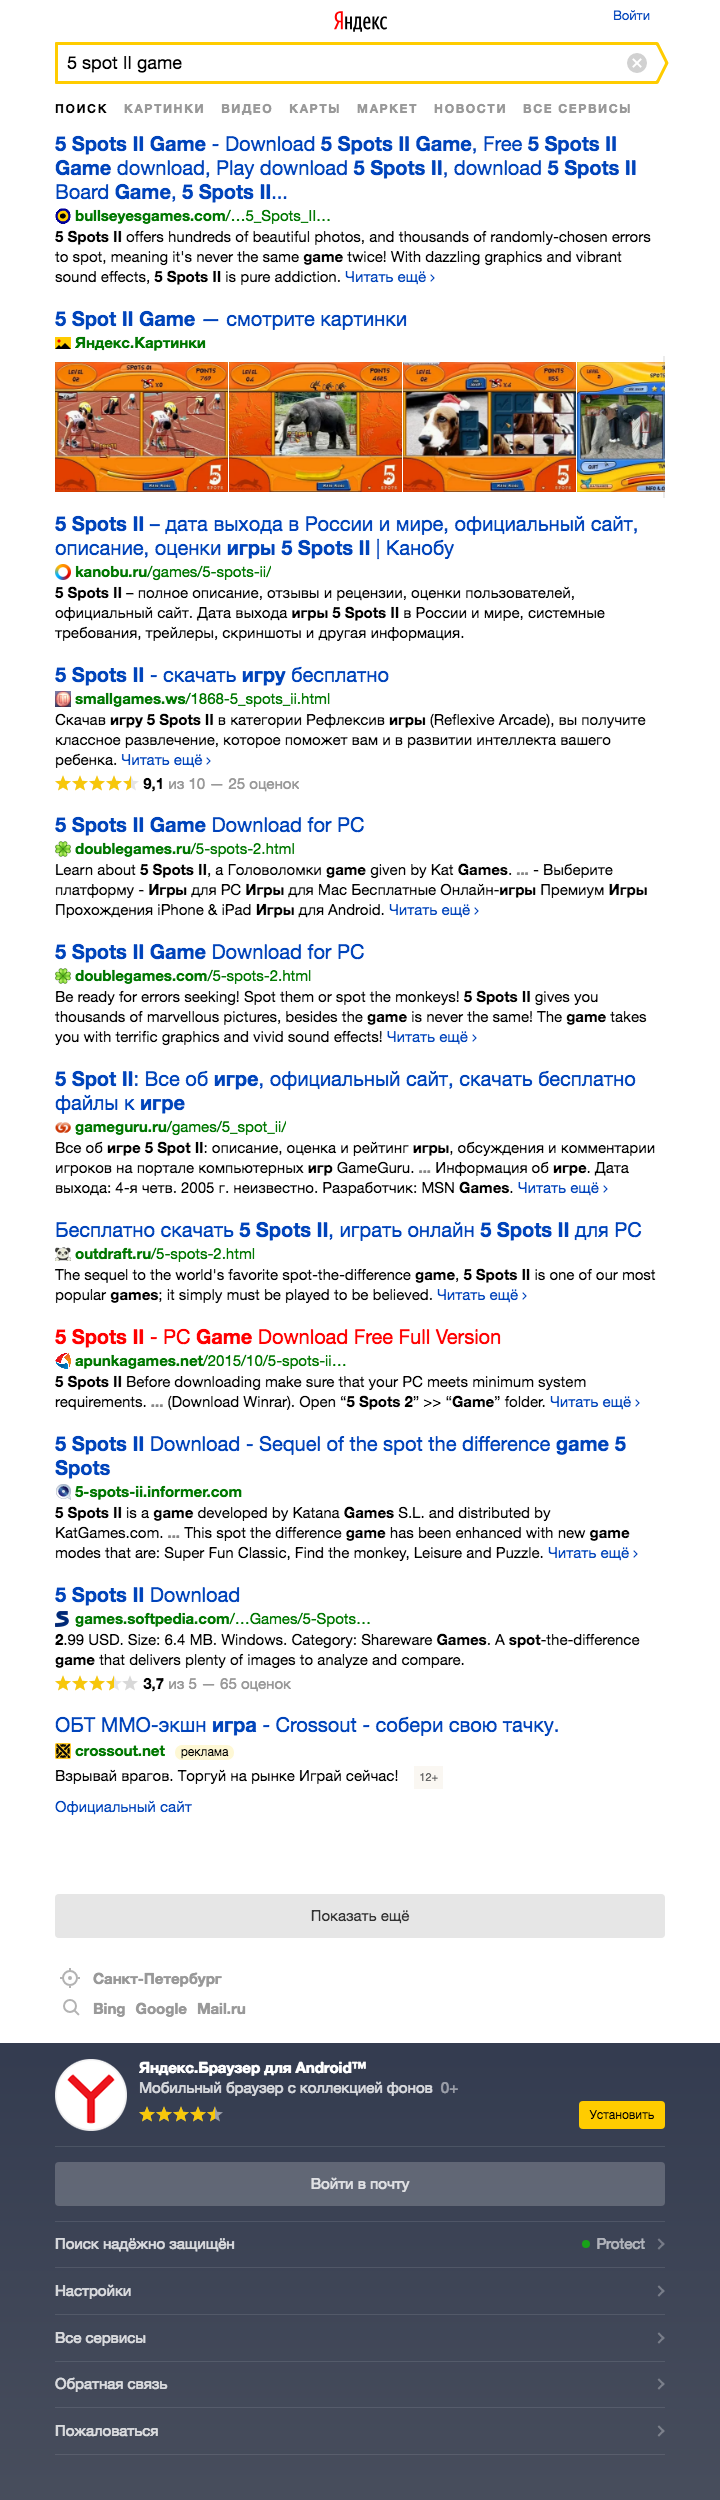 Яндекс
Войти
5 spot II game
ПОИСК КАРТИНКИ ВИДЕО КАРТЫ МАРКЕТ НОВОСТИ ВСЕ СЕРВИСЫ
5 Spots II Game - Download 5 Spots II Game, Free 5 Spots II
Game download, Play download 5 Spots II, download 5 Spots II
Board Game, 5 Spots II...
bullseyesgames.com/…5_Spots_II…
5 Spots II offers hundreds of beautiful photos, and thousands of randomly-chosen errors
to spot, meaning it's never the same game twice! With dazzling graphics and vibrant
sound effects, 5 Spots II is pure addiction. Читать ещё ›
5 Spot II Game — смотрите картинки
Яндекс.Картинки
5 Spots II – дата выхода в России и мире, официальный сайт,
описание, оценки игры 5 Spots II | Канобу
kanobu.ru/games/5-spots-ii/
5 Spots II – полное описание, отзывы и рецензии, оценки пользователей,
официальный сайт. Дата выхода игры 5 Spots II в России и мире, системные
требования, трейлеры, скриншоты и другая информация.
5 Spots II - скачать игру бесплатно
smallgames.ws/1868-5_spots_ii.html
Скачав игру 5 Spots II в категории Рефлексив игры (Reflexive Arcade), вы получите
классное развлечение, которое поможет вам и в развитии интеллекта вашего
ребенка. Читать ещё ›
9,1 из 10 — 25 оценок
5 Spots II Game Download for PC
doublegames.ru/5-spots-2.html
Learn about 5 Spots II, a Головоломки game given by Kat Games. ... - Выберите
платформу - Игры для PC Игры для Mac Бесплатные Онлайн-игры Премиум Игры
Прохождения iPhone & iPad Игры для Android. Читать ещё ›
5 Spots II Game Download for PC
doublegames.com/5-spots-2.html
Be ready for errors seeking! Spot them or spot the monkeys! 5 Spots II gives you
thousands of marvellous pictures, besides the game is never the same! The game takes
you with terrific graphics and vivid sound effects! Читать ещё ›
5 Spot II: Все об игре, официальный сайт, скачать бесплатно
файлы к игре
gameguru.ru/games/5_spot_ii/
Все об игре 5 Spot II: описание, оценка и рейтинг игры, обсуждения и комментарии
игроков на портале компьютерных игр GameGuru. ... Информация об игре. Дата
выхода: 4-я четв. 2005 г. неизвестно. Разработчик: MSN Games. Читать ещё ›
Бесплатно скачать 5 Spots II, играть онлайн 5 Spots II для PC
outdraft.ru/5-spots-2.html
The sequel to the world's favorite spot-the-difference game, 5 Spots II is one of our most
popular games; it simply must be played to be believed. Читать ещё ›
5 Spots II - PC Game Download Free Full Version
apunkagames.net/2015/10/5-spots-ii…
5 Spots II Before downloading make sure that your PC meets minimum system
requirements. ... (Download Winrar). Open “5 Spots 2” >> “Game” folder. Читать ещё ›
5 Spots II Download - Sequel of the spot the difference game 5
Spots
5-spots-ii.informer.com
5 Spots II is a game developed by Katana Games S.L. and distributed by
KatGames.com. ... This spot the difference game has been enhanced with new game
modes that are: Super Fun Classic, Find the monkey, Leisure and Puzzle. Читать ещё ›
5 Spots II Download
games.softpedia.com/…Games/5-Spots…
2.99 USD. Size: 6.4 MB. Windows. Category: Shareware Games. A spot-the-difference
game that delivers plenty of images to analyze and compare.
3,7 из 5 — 65 оценок
ОБТ ММО-экшн игра - Crossout - собери свою тачку.
crossout.net реклама
Взрывай врагов. Торгуй на рынке Играй сейчас! 12+
Официальный сайт
Показать ещё
Санкт-Петербург
Bing Google Mail.ru
Яндекс.Браузер для Android™
Мобильный браузер с коллекцией фонов 0+
Установить
Войти в почту
Поиск надёжно защищён Protect
Настройки
Все сервисы
Обратная связь
Пожаловаться